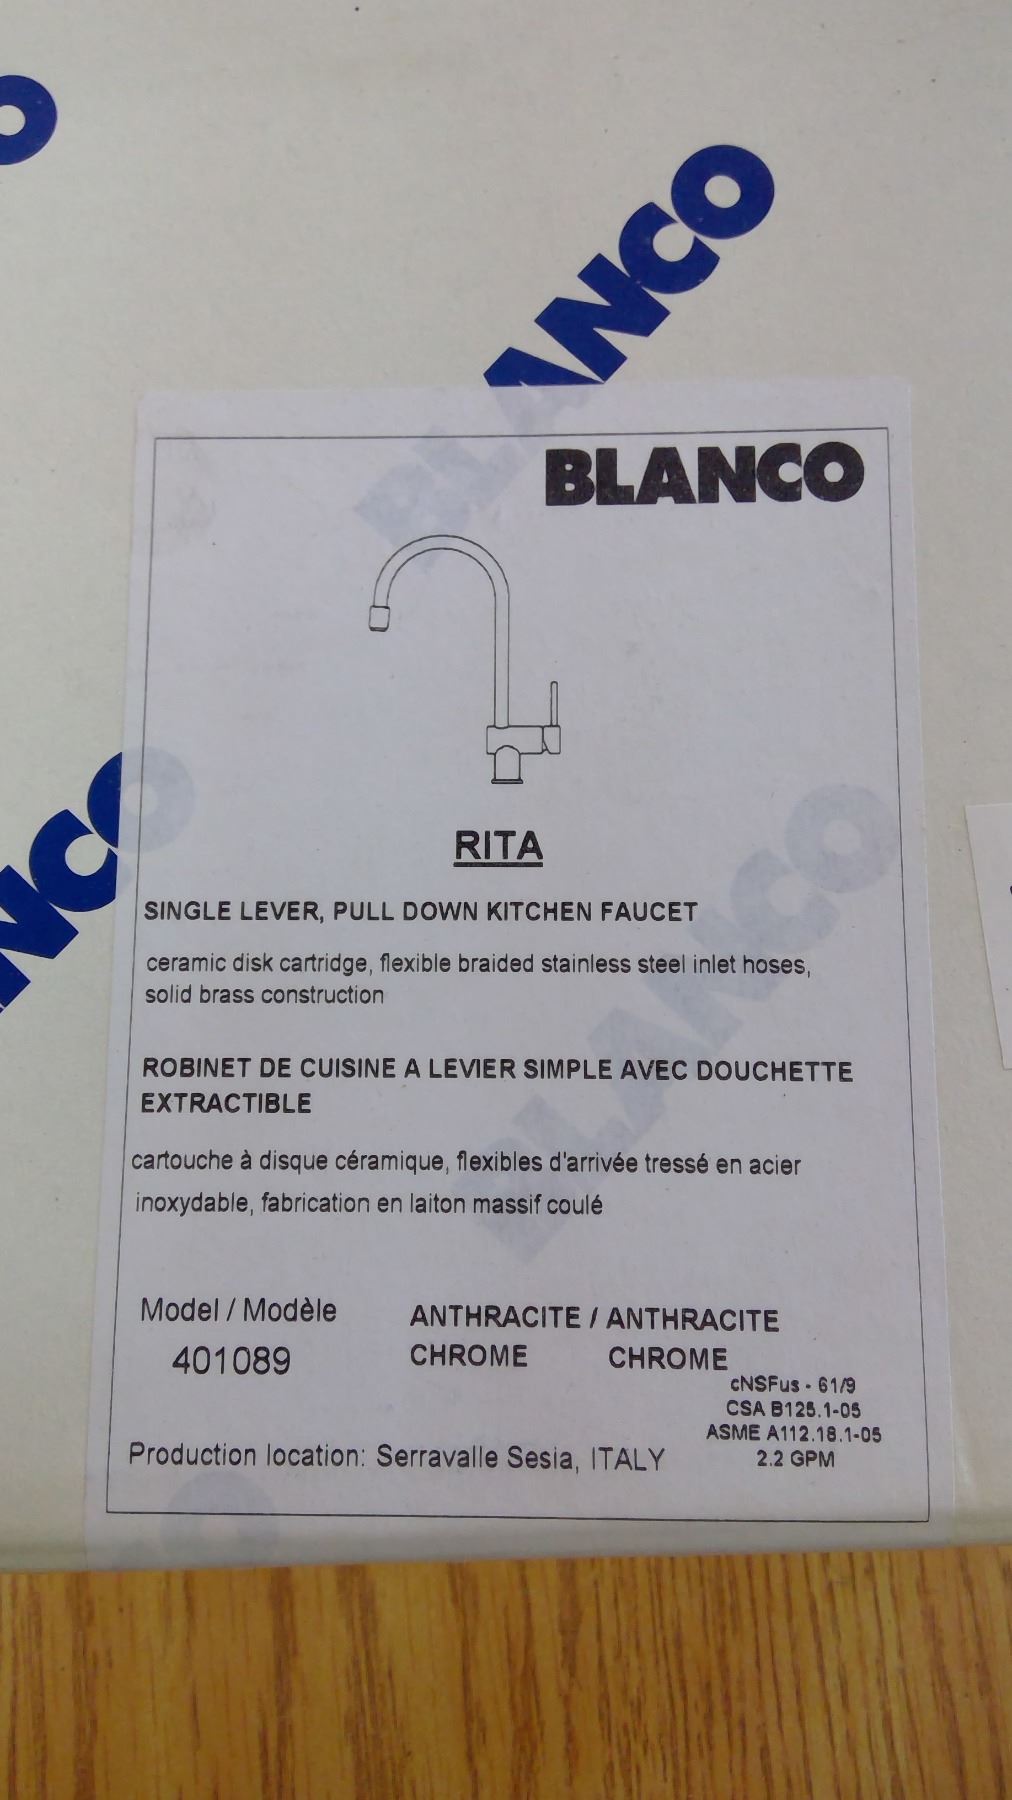 BLANCO
BLANCO
RITA
SINGLE LEVER, PULL DOWN KITCHEN FAUCET
ceramic disk cartridge, flexible braided stainless steel inlet hoses,
solid brass construction
ROBINET DE CUISINE A LEVIER SIMPLE AVEC DOUCHETTE
EXTRACTIBLE
cartouche à disque céramique, flexibles d'arrivée tressé en acier
inoxydable, fabrication en laiton massif coulé
Model / Modèle
401089
ANTHRACITE / ANTHRACITE
CHROME CHROME
cNSFus - 61/9
CSA B125.1-05
ASME A112.18.1-05
2.2 GPM
Production location: Serravalle Sesia, ITALY
BLANCO
NCO
O